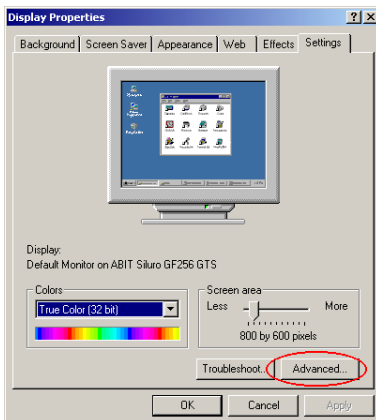 Display Properties
Background Screen Saver Appearance Web Effects Settings
Display:
Default Monitor on ABIT Siluro GF256 GTS
Colors
Screen area
True Color (32 bit)
Less
More
800 by 600 pixels
Troubleshoot...
Advanced...
OK
Cancel
Apply